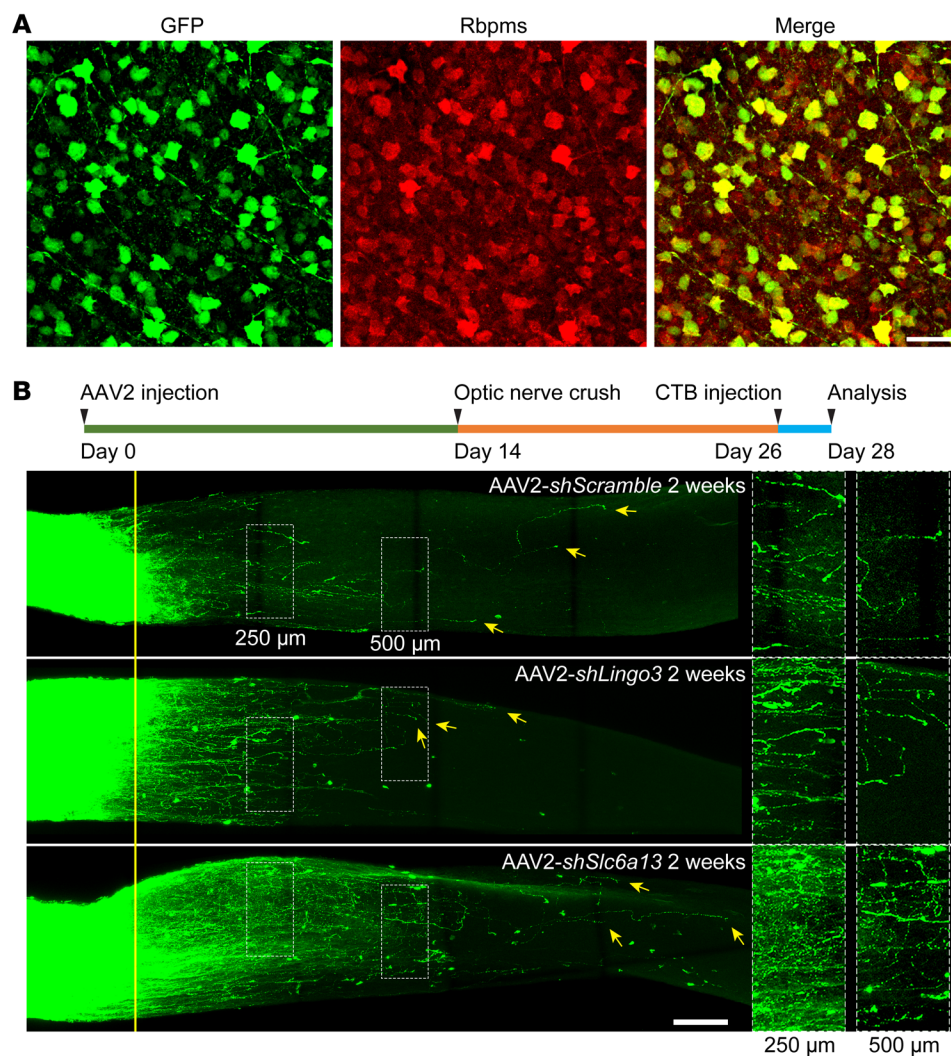 A
GFP
Rbpms
Merge
B
AAV2 injection
Optic nerve crush
CTB injection
Analysis
Day 0
Day 14
Day 26
Day 28
AAV2-shScramble 2 weeks
250 µm
500 µm
AAV2-shLingo3 2 weeks
AAV2-shSlc6a13 2 weeks
250 µm
500 µm